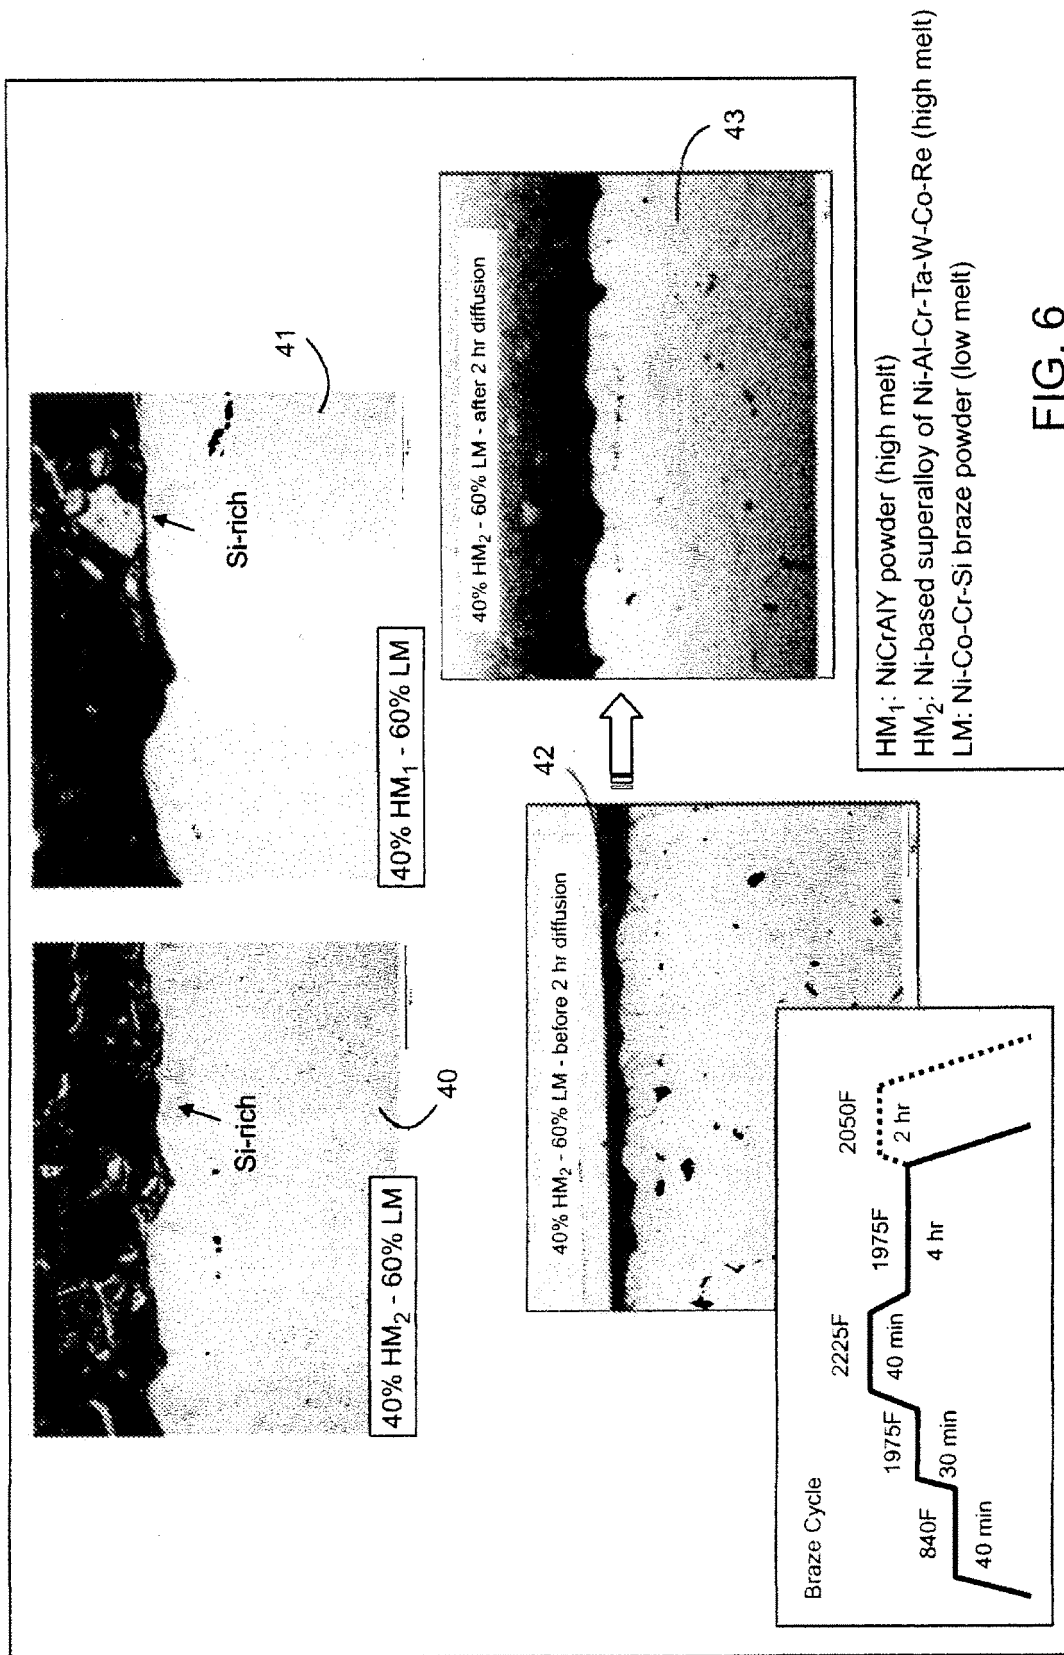 40% HM₂ - 60% LM
Si-rich
40
40% HM₁ - 60% LM
Si-rich
41
40% HM₂ - 60% LM - before 2 hr diffusion
42
40% HM₂ - 60% LM - after 2 hr diffusion
43
Braze Cycle
840F
40 min
1975F
30 min
2225F
40 min
1975F
4 hr
2050F
2 hr
HM₁: NiCrAlY powder (high melt)
HM₂: Ni-based superalloy of Ni-Al-Cr-Ta-W-Co-Re (high melt)
LM: Ni-Co-Cr-Si braze powder (low melt)
FIG. 6